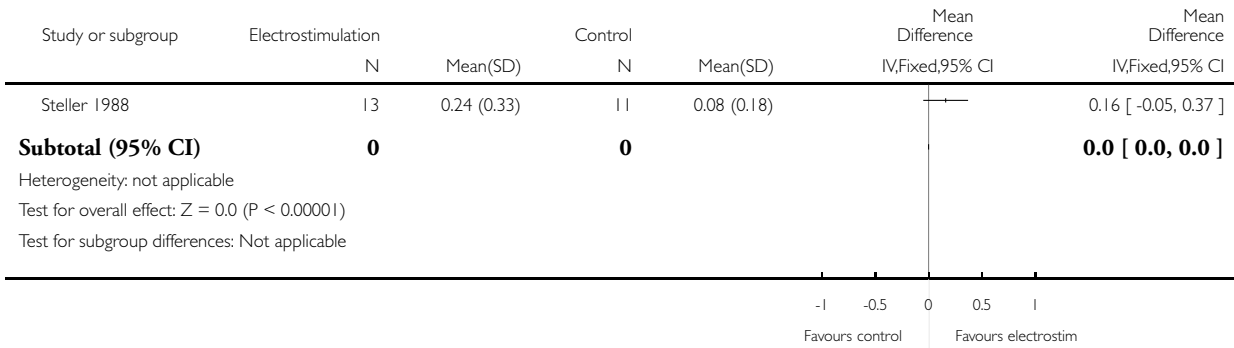 Mean Mean
Study or subgroup Electrostimulation Control Difference Difference
N Mean(SD) N Mean(SD) IV,Fixed,95% CI IV,Fixed,95% CI
Steller 1988 13 0.24 (0.33) 11 0.08 (0.18) 0.16 [ -0.05, 0.37 ]
Subtotal (95% CI) 0 0 0.0 [ 0.0, 0.0 ]
Heterogeneity: not applicable
Test for overall effect: Z = 0.0 (P < 0.00001)
Test for subgroup differences: Not applicable
-1 -0.5 0 0.5 1
Favours control Favours electrostim